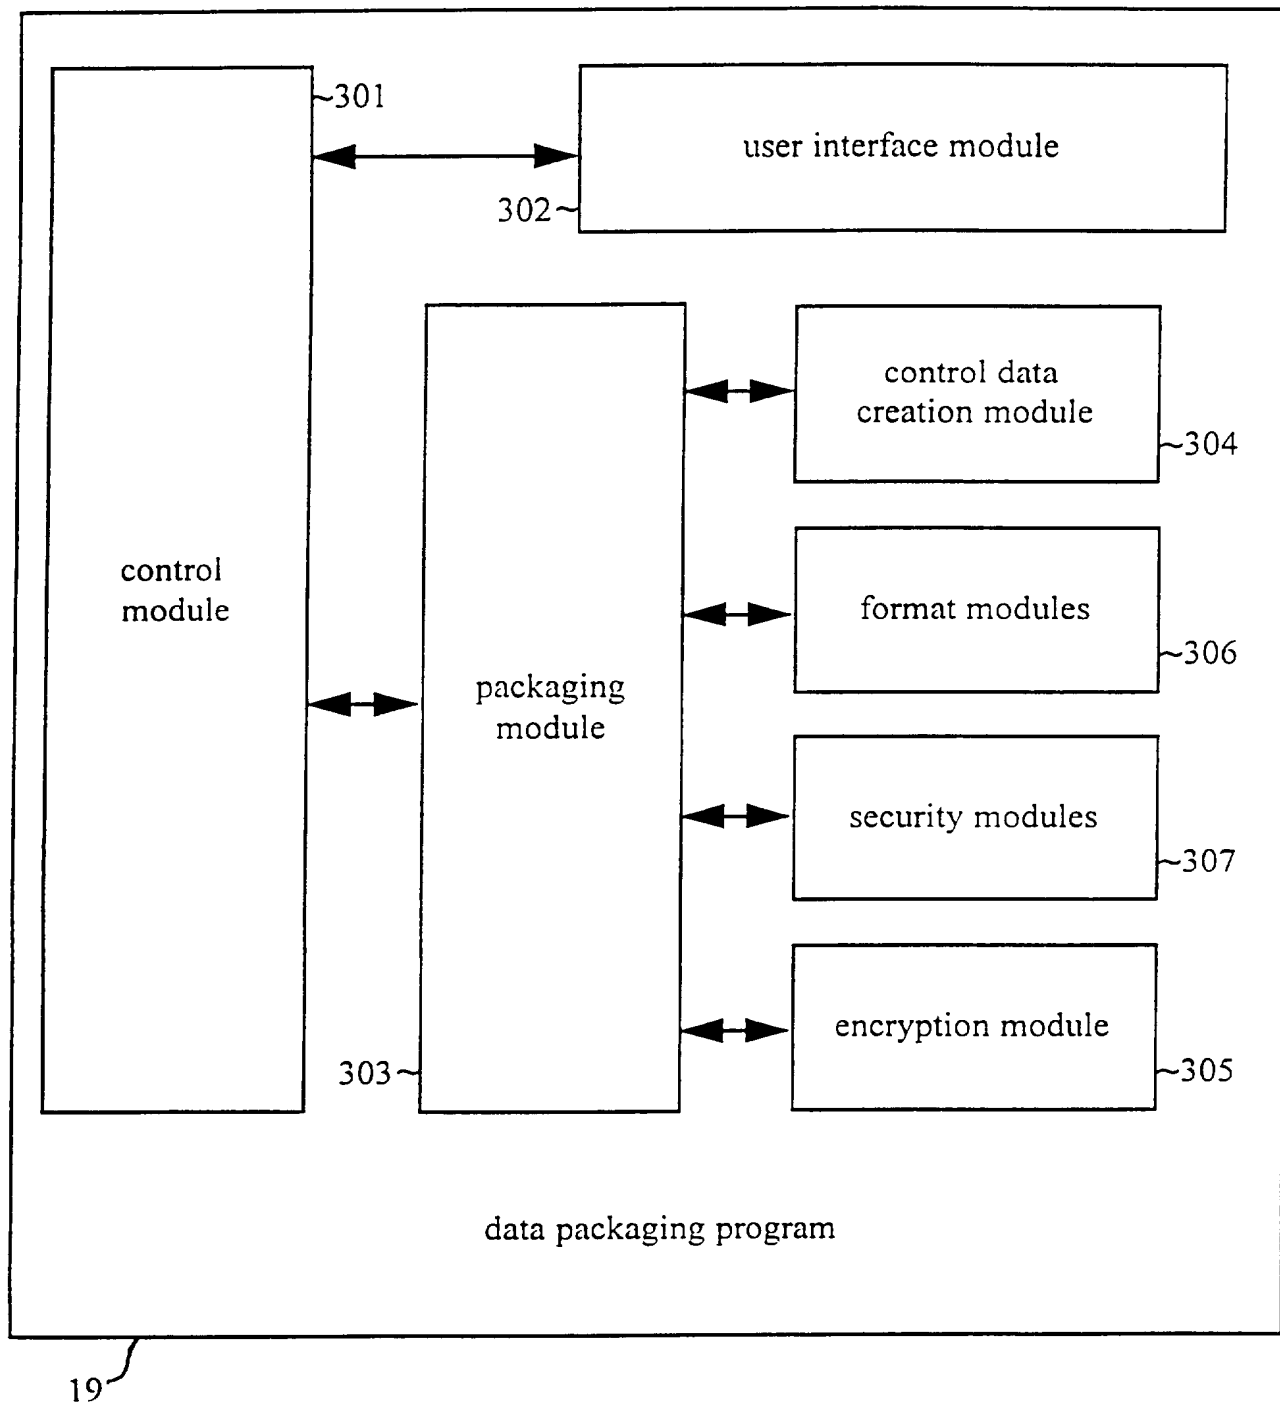 301
user interface module
302
control data
creation module
304
control
module
format modules
306
packaging
module
security modules
307
encryption module
303
305
data packaging program
19